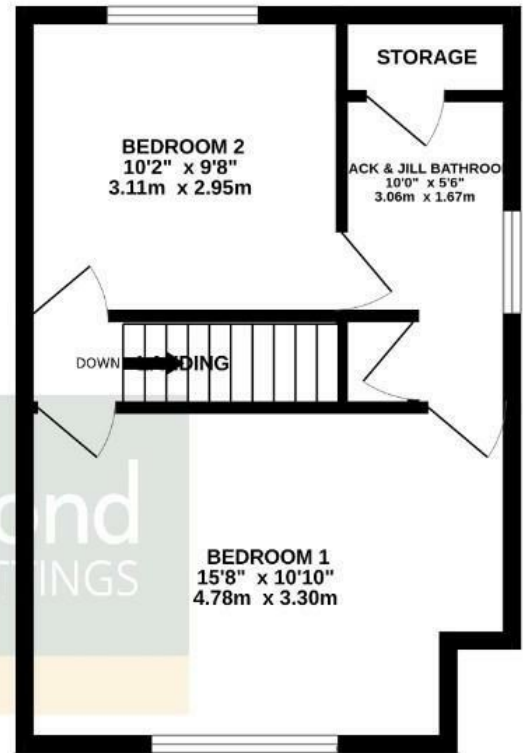 STORAGE
BEDROOM 2
10'2" x 9'8"
3.11m x 2.95m
ACK & JILL BATHROO
10'0" x 5'6"
3.06m x 1.67m
DOWN
BEDROOM 1
15'8" x 10'10"
4.78m x 3.30m
ond
TINGS